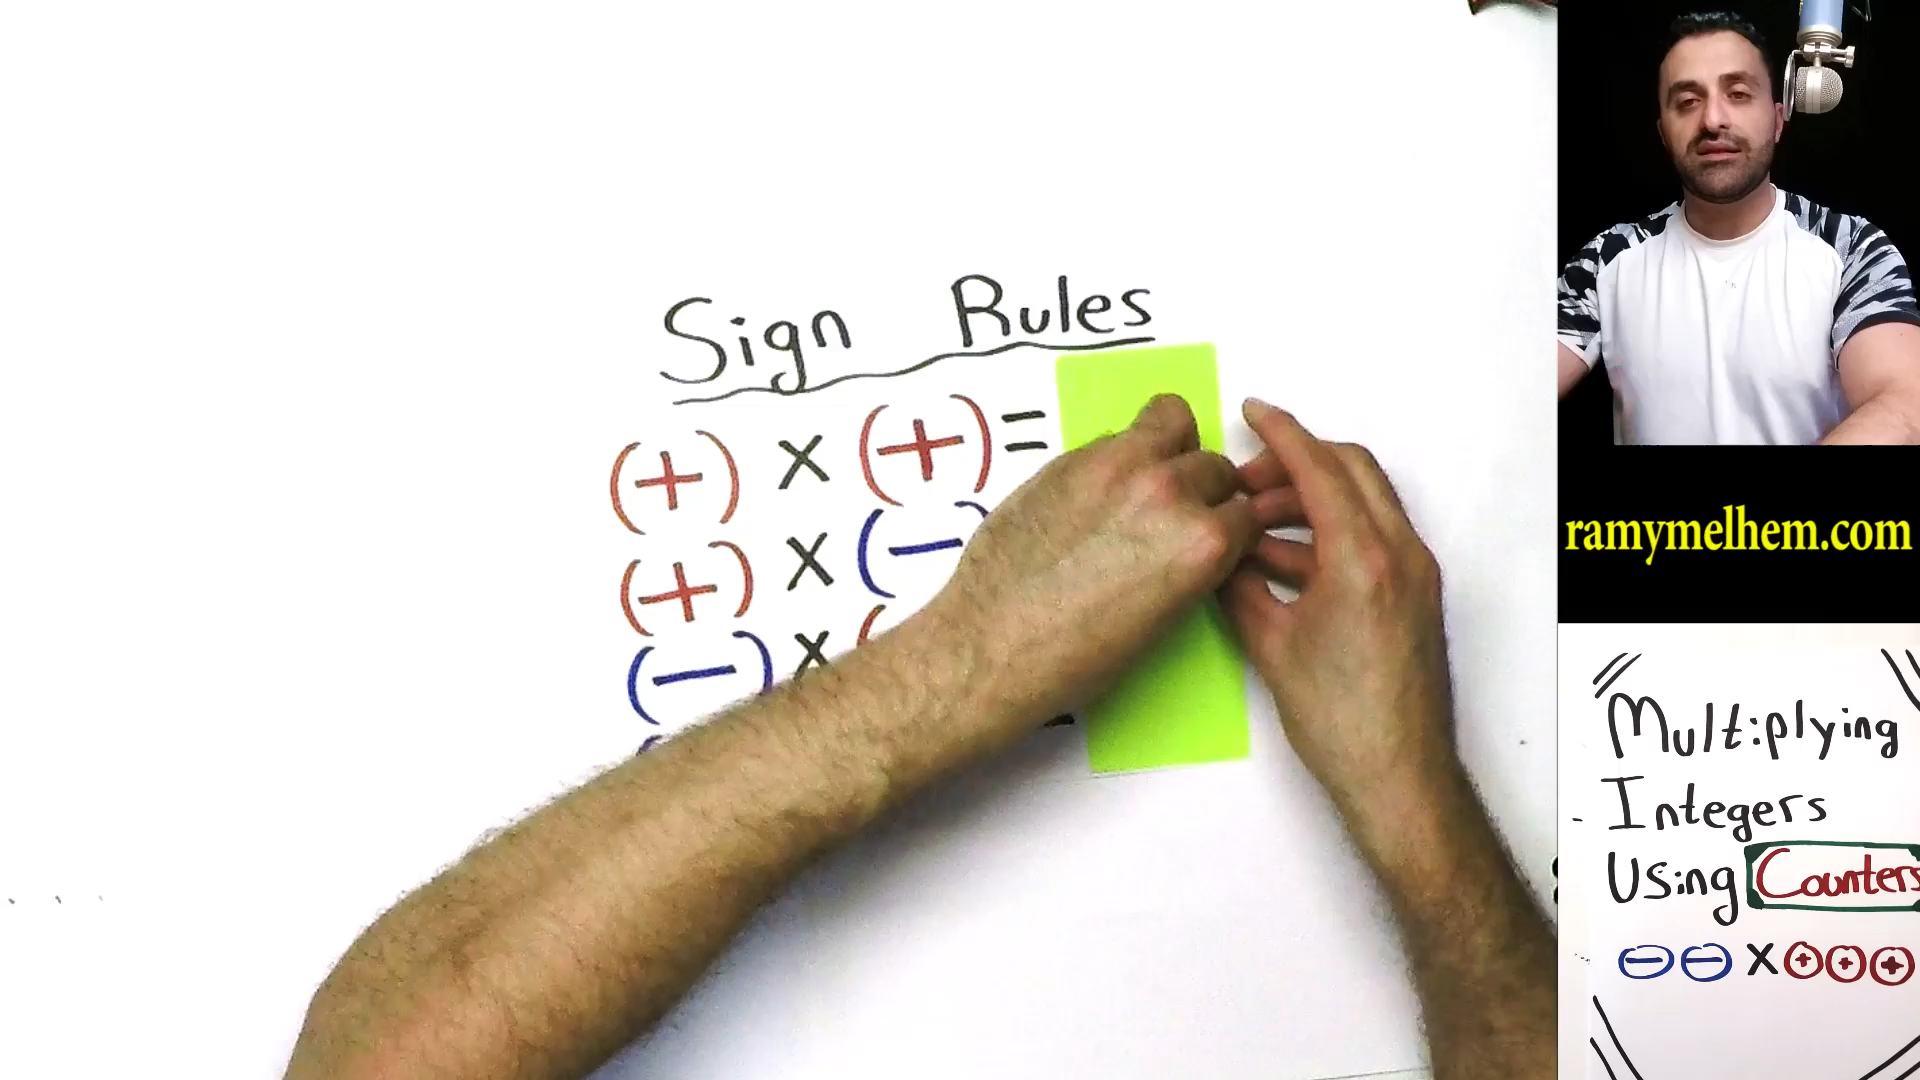 Sign Rules
(+) x (+) =
(+) x (-)
(-) x (
ramymelhem.com
Multiplying
Integers
Using Counters
- - x + + +